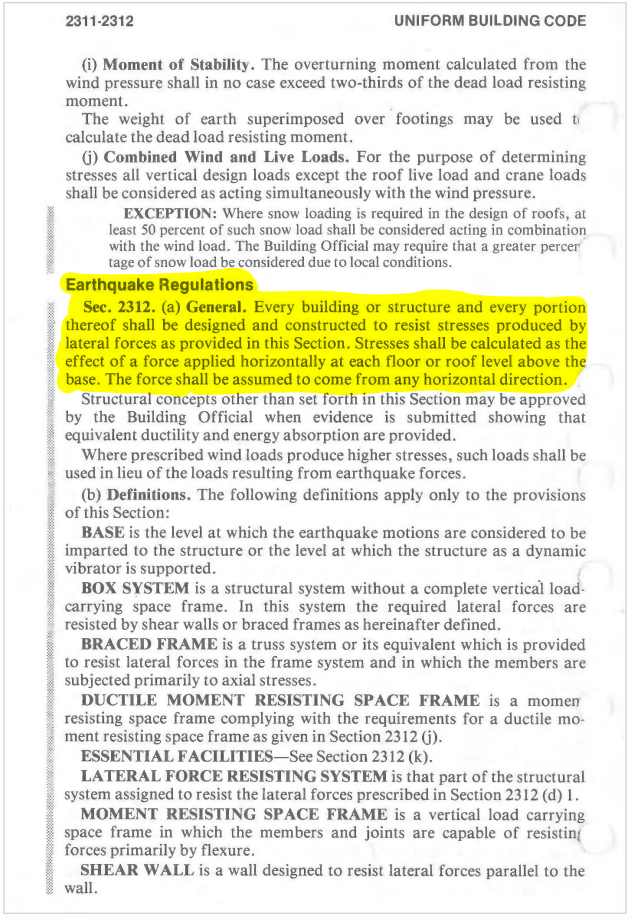 2311-2312 UNIFORM BUILDING CODE
(i) Moment of Stability. The overturning moment calculated from the
wind pressure shall in no case exceed two-thirds of the dead load resisting
moment.
The weight of earth superimposed over footings may be used t
calculate the dead load resisting moment.
(j) Combined Wind and Live Loads. For the purpose of determining
stresses all vertical design loads except the roof live load and crane loads
shall be considered as acting simultaneously with the wind pressure.
EXCEPTION: Where snow loading is required in the design of roofs, at
least 50 percent of such snow load shall be considered acting in combination
with the wind load. The Building Official may require that a greater percer
tage of snow load be considered due to local conditions.
Earthquake Regulations
Sec. 2312. (a) General. Every building or structure and every portion
thereof shall be designed and constructed to resist stresses produced by
lateral forces as provided in this Section. Stresses shall be calculated as the
effect of a force applied horizontally at each floor or roof level above the
base. The force shall be assumed to come from any horizontal direction.
Structural concepts other than set forth in this Section may be approved
by the Building Official when evidence is submitted showing that
equivalent ductility and energy absorption are provided.
Where prescribed wind loads produce higher stresses, such loads shall be
used in lieu of the loads resulting from earthquake forces.
(b) Definitions. The following definitions apply only to the provisions
of this Section:
BASE is the level at which the earthquake motions are considered to be
imparted to the structure or the level at which the structure as a dynamic
vibrator is supported.
BOX SYSTEM is a structural system without a complete vertical load-
carrying space frame. In this system the required lateral forces are
resisted by shear walls or braced frames as hereinafter defined.
BRACED FRAME is a truss system or its equivalent which is provided
to resist lateral forces in the frame system and in which the members are
subjected primarily to axial stresses.
DUCTILE MOMENT RESISTING SPACE FRAME is a momen
resisting space frame complying with the requirements for a ductile mo-
ment resisting space frame as given in Section 2312 (j).
ESSENTIAL FACILITIES—See Section 2312 (k).
LATERAL FORCE RESISTING SYSTEM is that part of the structural
system assigned to resist the lateral forces prescribed in Section 2312 (d) 1.
MOMENT RESISTING SPACE FRAME is a vertical load carrying
space frame in which the members and joints are capable of resisting
forces primarily by flexure.
SHEAR WALL is a wall designed to resist lateral forces parallel to the
wall.